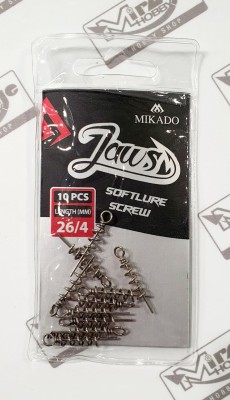 MIKADO
Jaws
SOFTLURE
SCREW
10 PCS
LENGTH (MM)
26/4